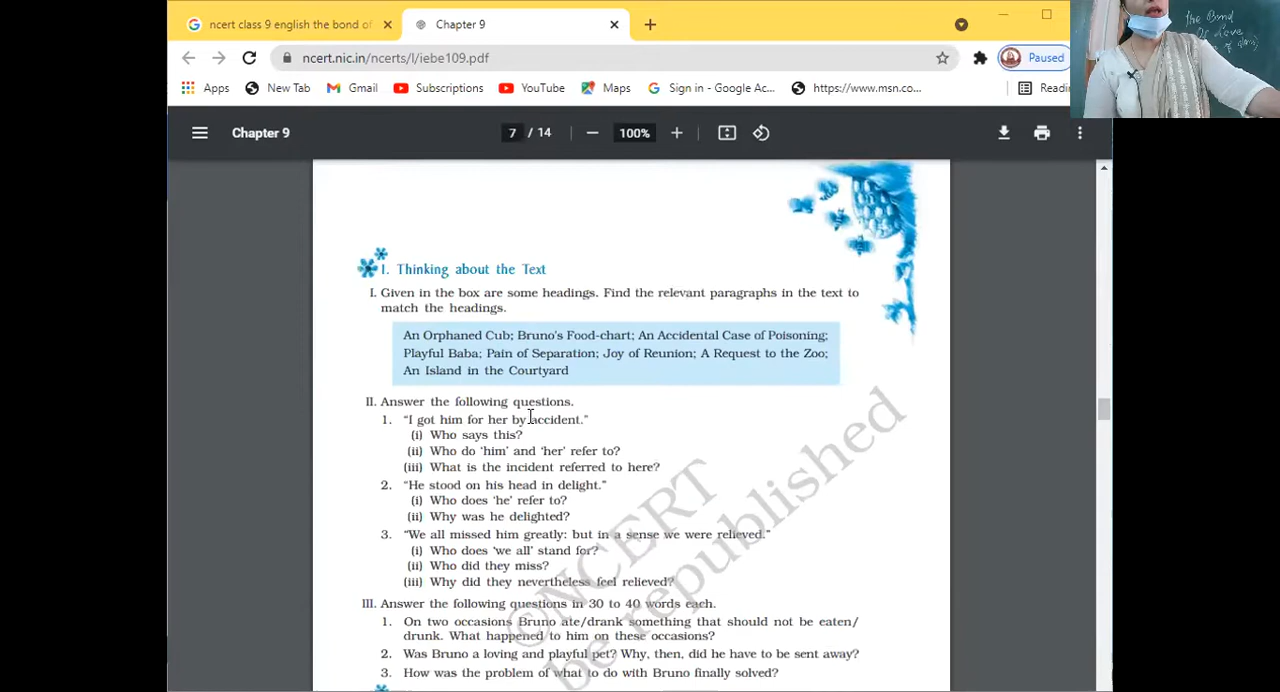 ncert class 9 english the bond of
Chapter 9
ncert.nic.in/ncerts/l/iebe109.pdf
Paused
Apps
New Tab
Gmail
Subscriptions
YouTube
Maps
Sign in - Google Ac...
https://www.msn.co...
Readi
The Bond
Of Love
Chapter 9
7 / 14
100%
I. Thinking about the Text
I. Given in the box are some headings. Find the relevant paragraphs in the text to
match the headings.
An Orphaned Cub; Bruno's Food-chart; An Accidental Case of Poisoning;
Playful Baba; Pain of Separation; Joy of Reunion; A Request to the Zoo;
An Island in the Courtyard
II. Answer the following questions.
1. "I got him for her by accident."
(i) Who says this?
(ii) Who do 'him' and 'her' refer to?
(iii) What is the incident referred to here?
2. "He stood on his head in delight."
(i) Who does 'he' refer to?
(ii) Why was he delighted?
3. "We all missed him greatly: but in a sense we were relieved."
(i) Who does 'we all' stand for?
(ii) Who did they miss?
(iii) Why did they nevertheless feel relieved?
III. Answer the following questions in 30 to 40 words each.
1. On two occasions Bruno ate/drank something that should not be eaten/
drunk. What happened to him on these occasions?
2. Was Bruno a loving and playful pet? Why, then, did he have to be sent away?
3. How was the problem of what to do with Bruno finally solved?
©NCERT
be republished